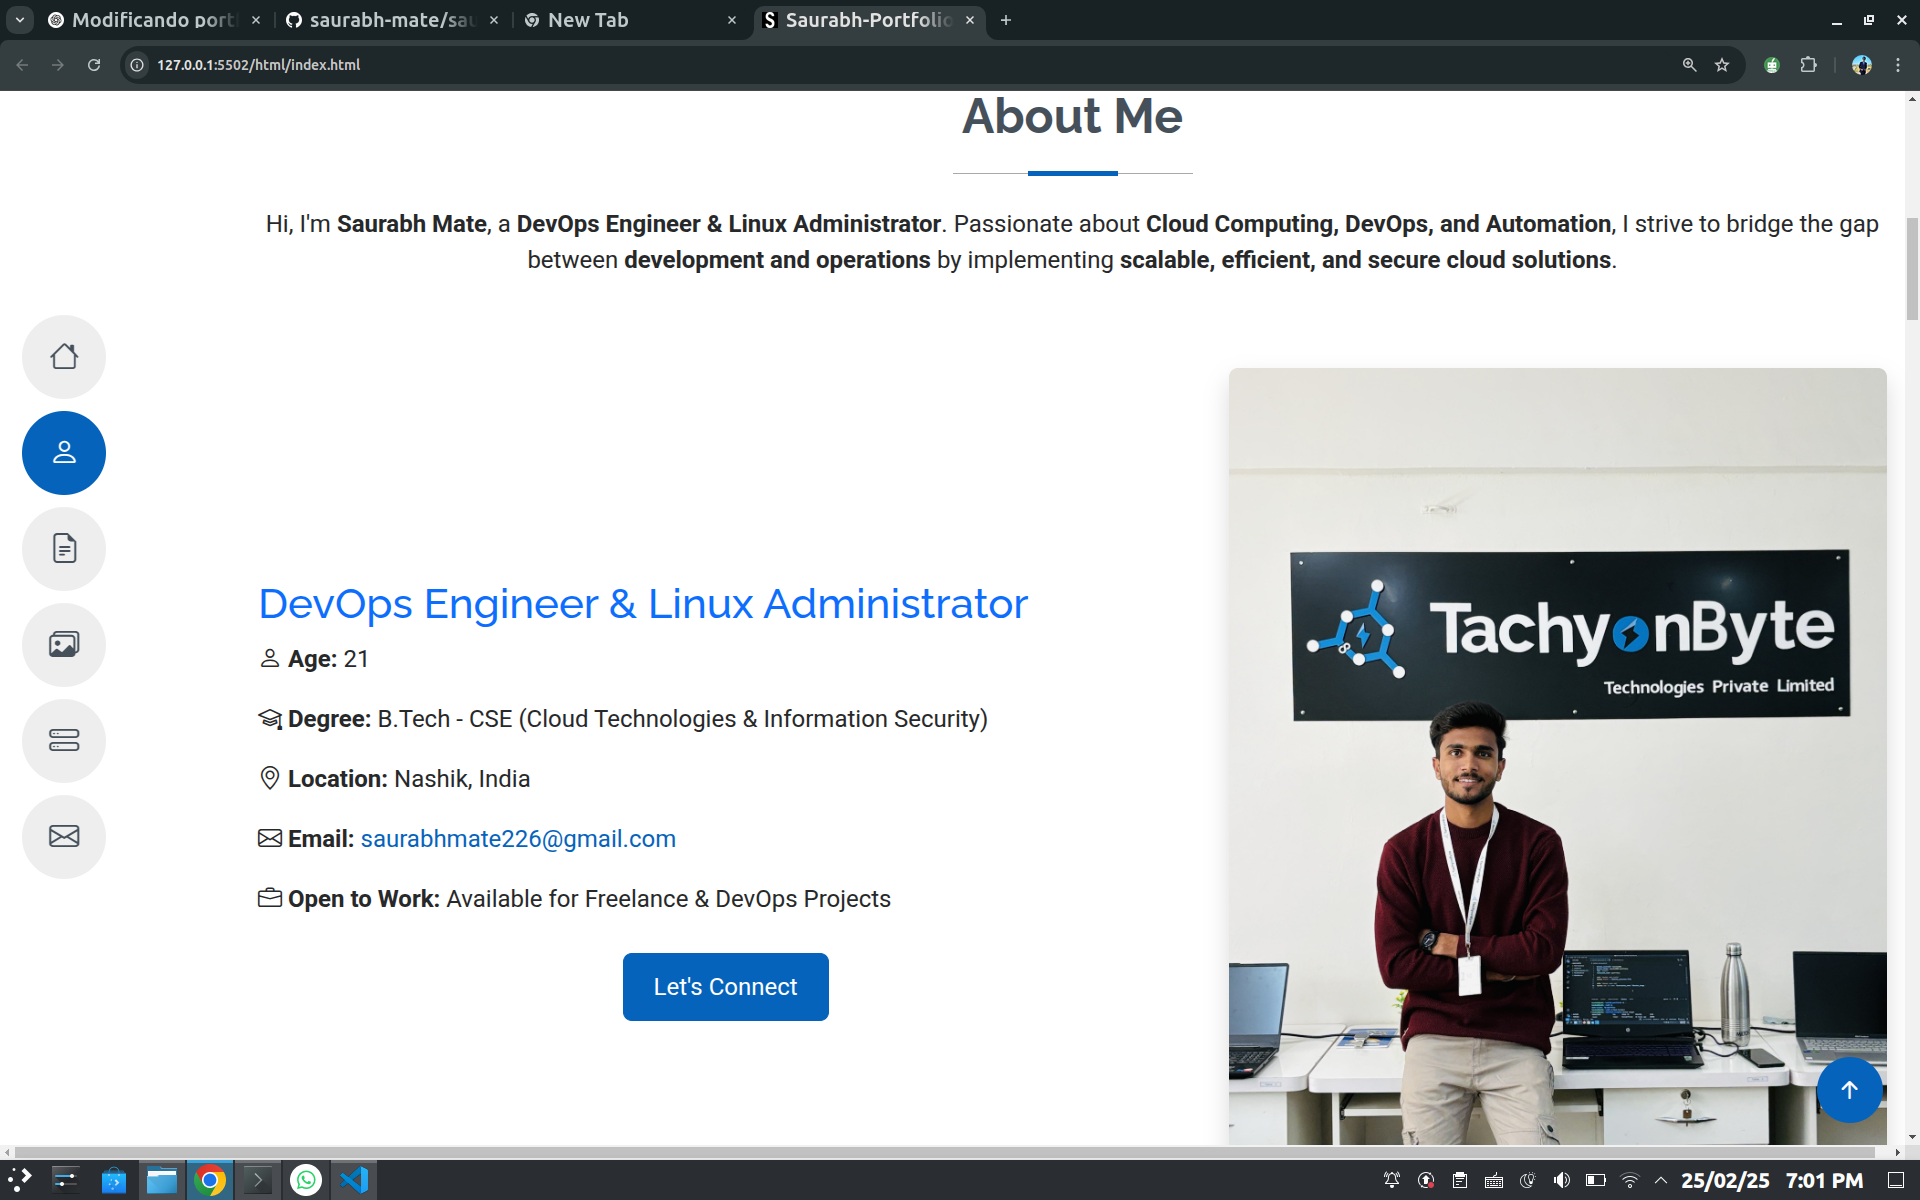 Modificando port
saurabh-mate/sau
New Tab
Saurabh-Portfolio
127.0.0.1:5502/html/index.html
About Me
Hi, I'm Saurabh Mate, a DevOps Engineer & Linux Administrator. Passionate about Cloud Computing, DevOps, and Automation, I strive to bridge the gap
between development and operations by implementing scalable, efficient, and secure cloud solutions.
DevOps Engineer & Linux Administrator
Age: 21
Degree: B.Tech - CSE (Cloud Technologies & Information Security)
Location: Nashik, India
Email: saurabhmate226@gmail.com
Open to Work: Available for Freelance & DevOps Projects
Let's Connect
TachyonByte
Technologies Private Limited
25/02/25 7:01 PM